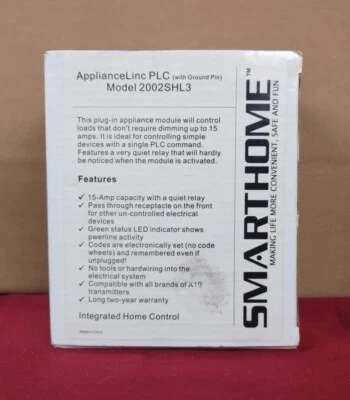 ApplianceLinc PLC (with Ground Pin)
Model 2002SHL3
This plug-in appliance module will control
loads that don't require dimming up to 15
amps. It is ideal for controlling simple
devices with a single PLC command.
Features a very quiet relay that will hardly
be noticed when the module is activated.
Features
✓ 15-Amp capacity with a quiet relay
✓ Pass through receptacle on the front
for other un-controlled electrical
devices
✓ Green status LED indicator shows
pwerline activity
✓ Codes are electronically set (no code
wheels) and remembered even if
unplugged!
✓ No tools or hardwiring into the
electrical system
✓ Compatible with all brands of X10
transmitters
✓ Long two-year warranty
Integrated Home Control
SMARTHOME™
MAKING LIFE MORE CONVENIENT, SAFE AND FUN